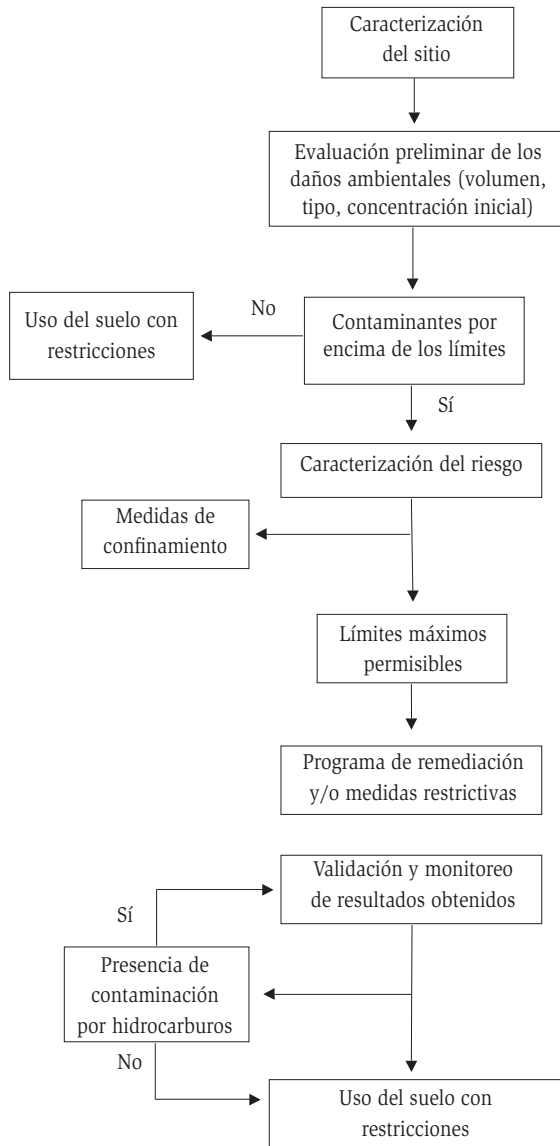 Caracterización
del sitio
Evaluación preliminar de los
daños ambientales (volumen,
tipo, concentración inicial)
No
Uso del suelo con
restricciones
Contaminantes por
encima de los límites
Sí
Caracterización del riesgo
Medidas de
confinamiento
Límites máximos
permisibles
Programa de remediación
y/o medidas restrictivas
Validación y monitoreo
de resultados obtenidos
Sí
Presencia de
contaminación
por hidrocarburos
No
Uso del suelo con
restricciones